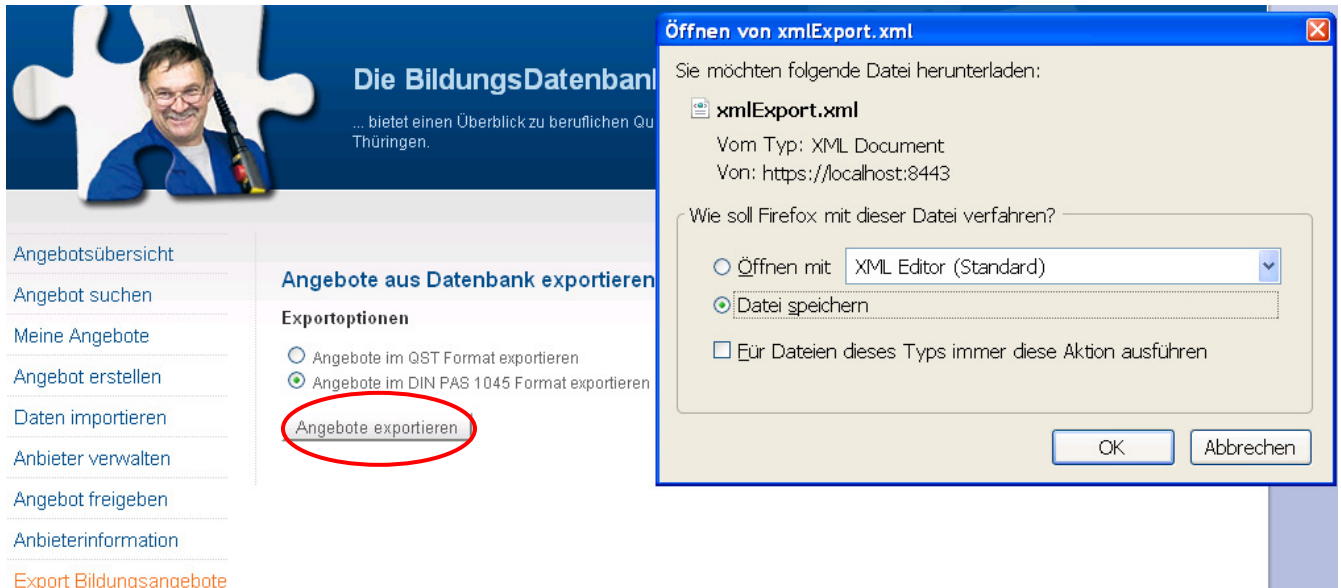 Die BildungsDatenban
... bietet einen Überblick zu beruflichen Qu
Thüringen.
Angebotsübersicht
Angebot suchen
Meine Angebote
Angebot erstellen
Daten importieren
Anbieter verwalten
Angebot freigeben
Anbieterinformation
Export Bildungsangebote
Angebote aus Datenbank exportieren
Exportoptionen
Angebote im QST Format exportieren
Angebote im DIN PAS 1045 Format exportieren
Angebote exportieren
Öffnen von xmlExport.xml
Sie möchten folgende Datei herunterladen:
xmlExport.xml
Vom Typ: XML Document
Von: https://localhost:8443
Wie soll Firefox mit dieser Datei verfahren?
Öffnen mit XML Editor (Standard)
Datei speichern
Für Dateien dieses Typs immer diese Aktion ausführen
OK Abbrechen